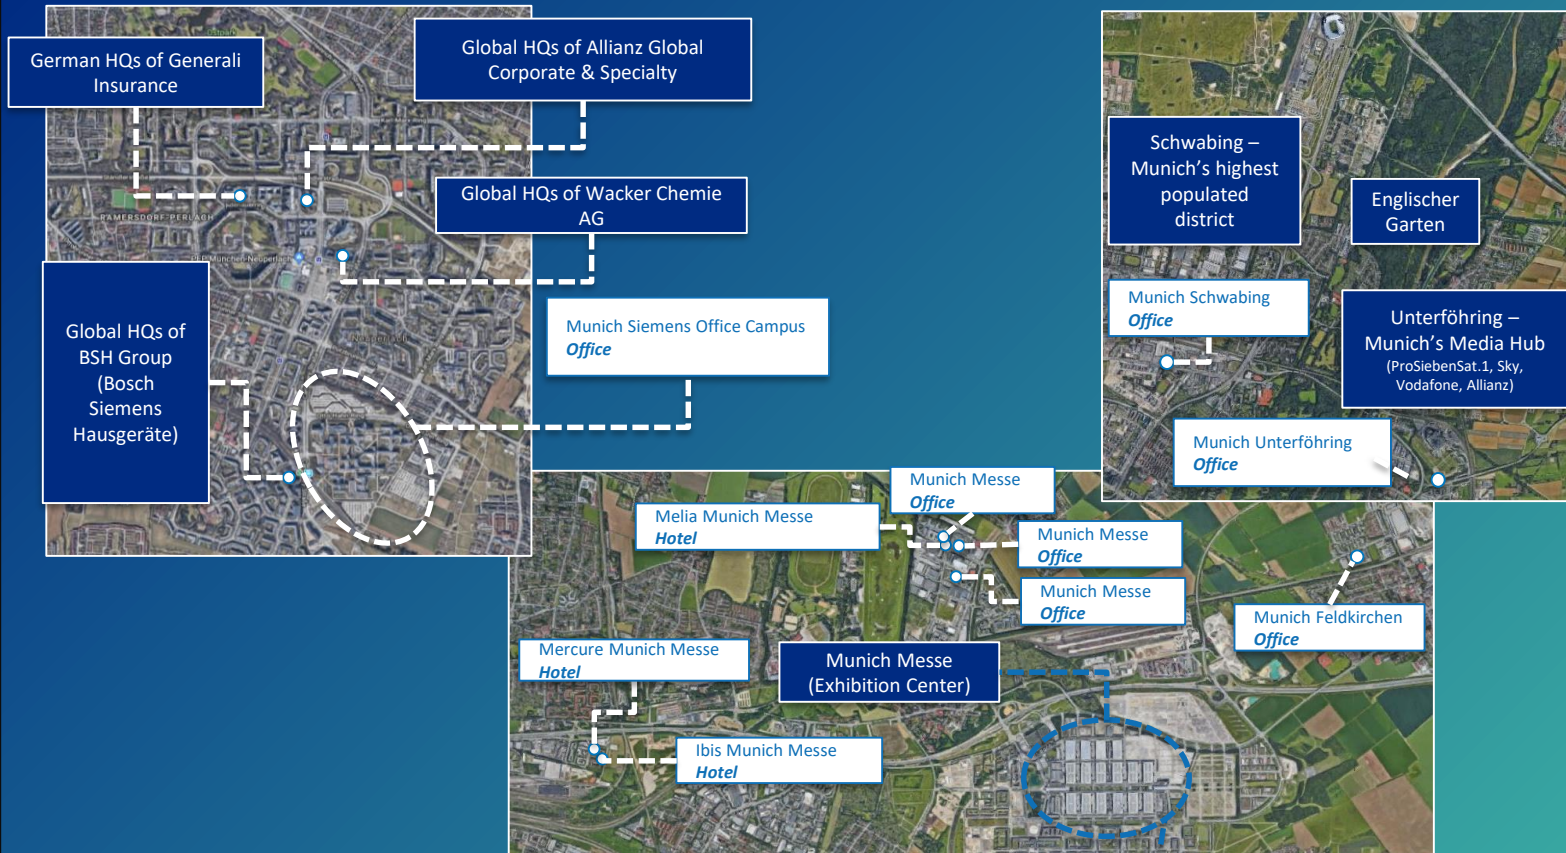 German HQs of Generali
Insurance
Global HQs of Allianz Global
Corporate & Specialty
Global HQs of Wacker Chemie
AG
RAMERSDORF-PERLACH
Global HQs of
BSH Group
(Bosch
Siemens
Hausgeräte)
Munich Siemens Office Campus
Office
Schwabing –
Munich's highest
populated
district
Englischer
Garten
Munich Schwabing
Office
Unterföhring –
Munich's Media Hub
(ProSiebenSat.1, Sky,
Vodafone, Allianz)
Munich Unterföhring
Office
Munich Messe
Office
Melia Munich Messe
Hotel
Munich Messe
Office
Munich Messe
Office
Munich Feldkirchen
Office
Mercure Munich Messe
Hotel
Munich Messe
(Exhibition Center)
Ibis Munich Messe
Hotel